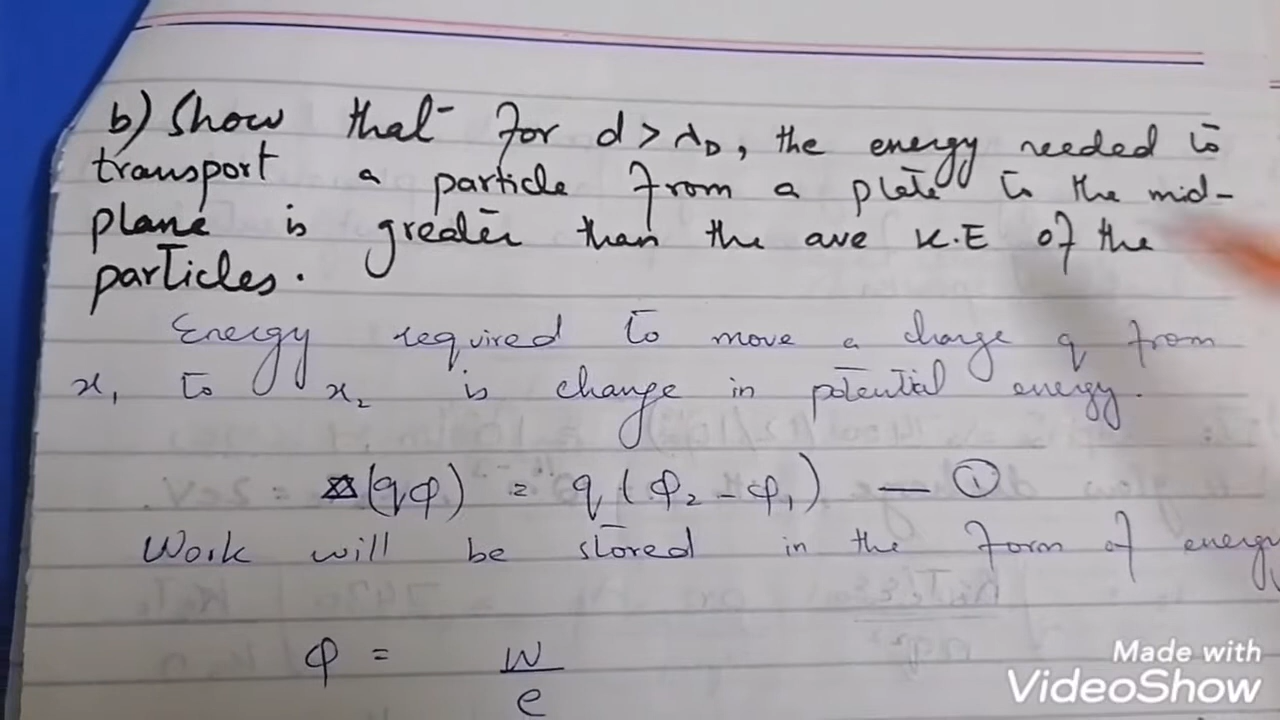 b) Show that for d > λD, the energy needed to
transport a particle from a plate to the mid-
plane is greater than the ave K.E of the
particles.
Energy required to move a charge q from
x₁ to x₂ is change in potential energy.
Δ(qφ) = q(φ₂ - φ₁) — ①
Work will be stored in the form of energy
φ = W
e
Made with
VideoShow